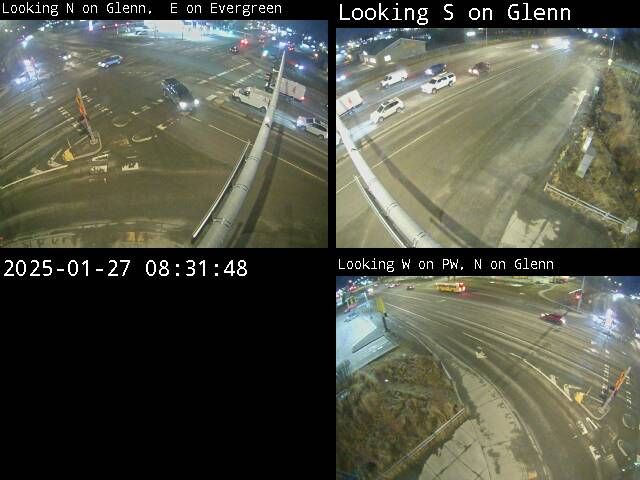 Looking N on Glenn,  E on Evergreen
Looking S on Glenn
2025-01-27 08:31:48
Looking W on PW, N on Glenn